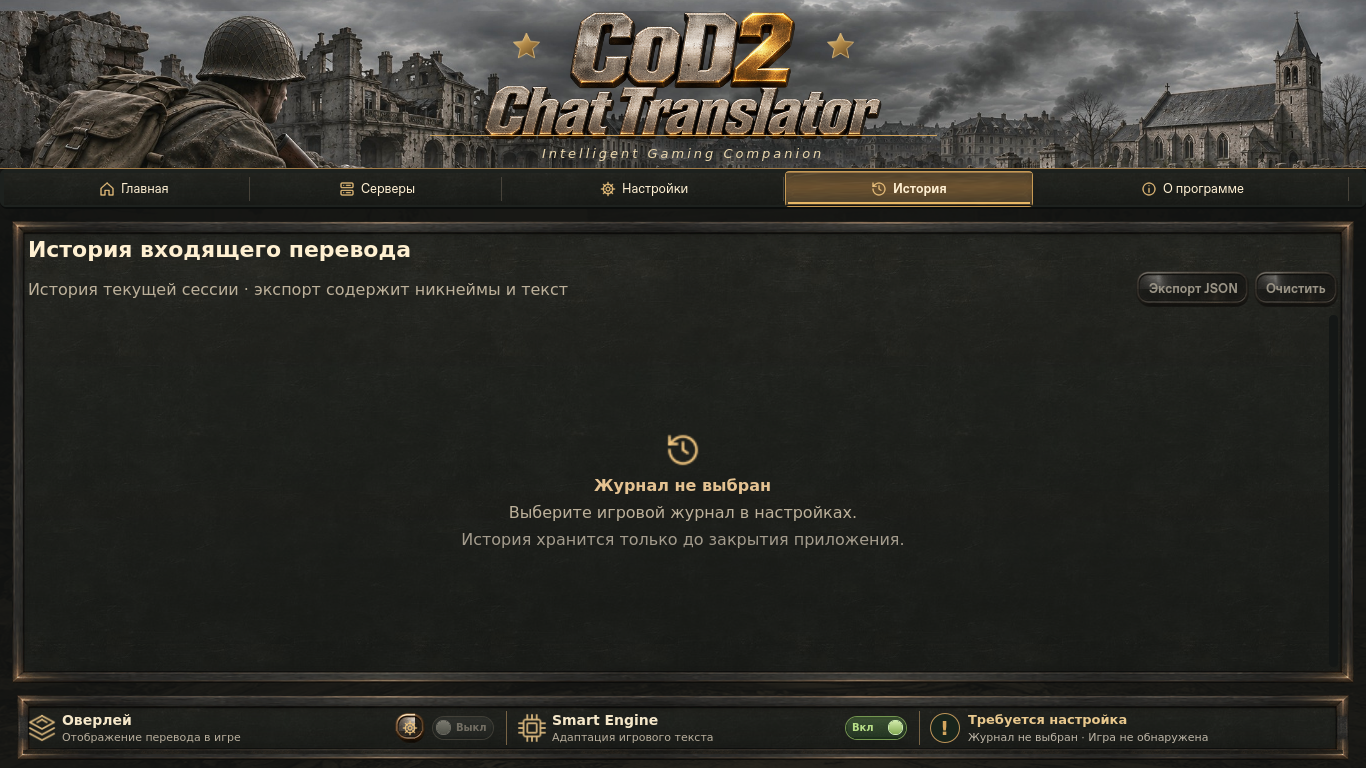 CoD2
Chat Translator
Intelligent Gaming Companion
Главная
Серверы
Настройки
История
О программе
История входящего перевода
История текущей сессии · экспорт содержит никнеймы и текст
Экспорт JSON
Очистить
Журнал не выбран
Выберите игровой журнал в настройках.
История хранится только до закрытия приложения.
Оверлей
Отображение перевода в игре
Выкл
Smart Engine
Адаптация игрового текста
Вкл
Требуется настройка
Журнал не выбран · Игра не обнаружена